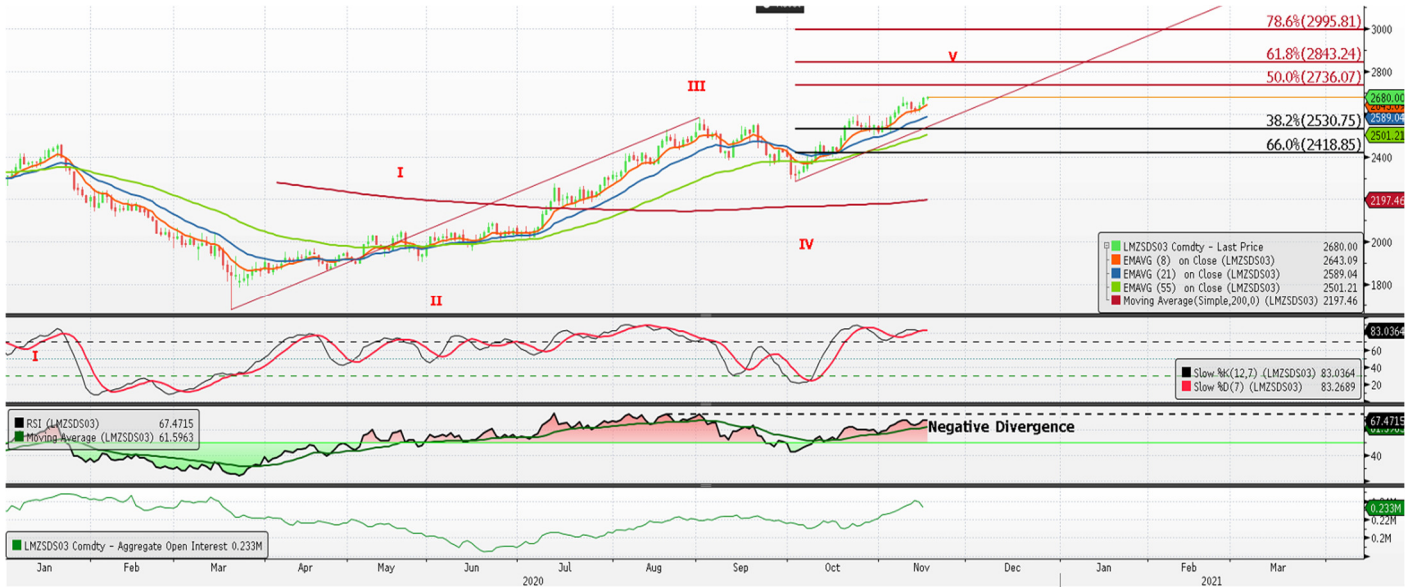 78.6%(2995.81)
3000
61.8%(2843.24)
V
2800
III
50.0%(2736.07)
2680.00
2589.04
38.2%(2530.75)
2501.21
66.0%(2418.85)
2400
I
2197.46
IV
2000
II
1800
LMZSDS03 Comdty - Last Price 2680.00
EMAVG (8) on Close (LMZSDS03) 2643.09
EMAVG (21) on Close (LMZSDS03) 2589.04
EMAVG (55) on Close (LMZSDS03) 2501.21
Moving Average(Simple,200,0) (LMZSDS03) 2197.46
83.0364
I
60
40
20
Slow %K(12,7) (LMZSDS03) 83.0364
Slow %D(7) (LMZSDS03) 83.2689
RSI (LMZSDS03) 67.4715
Moving Average (LMZSDS03) 61.5963
Negative Divergence
67.4715
40
0.233M
0.22M
0.2M
LMZSDS03 Comdty - Aggregate Open Interest 0.233M
Jan Feb Mar Apr May Jun Jul Aug Sep Oct Nov Dec Jan Feb Mar
2020 2021